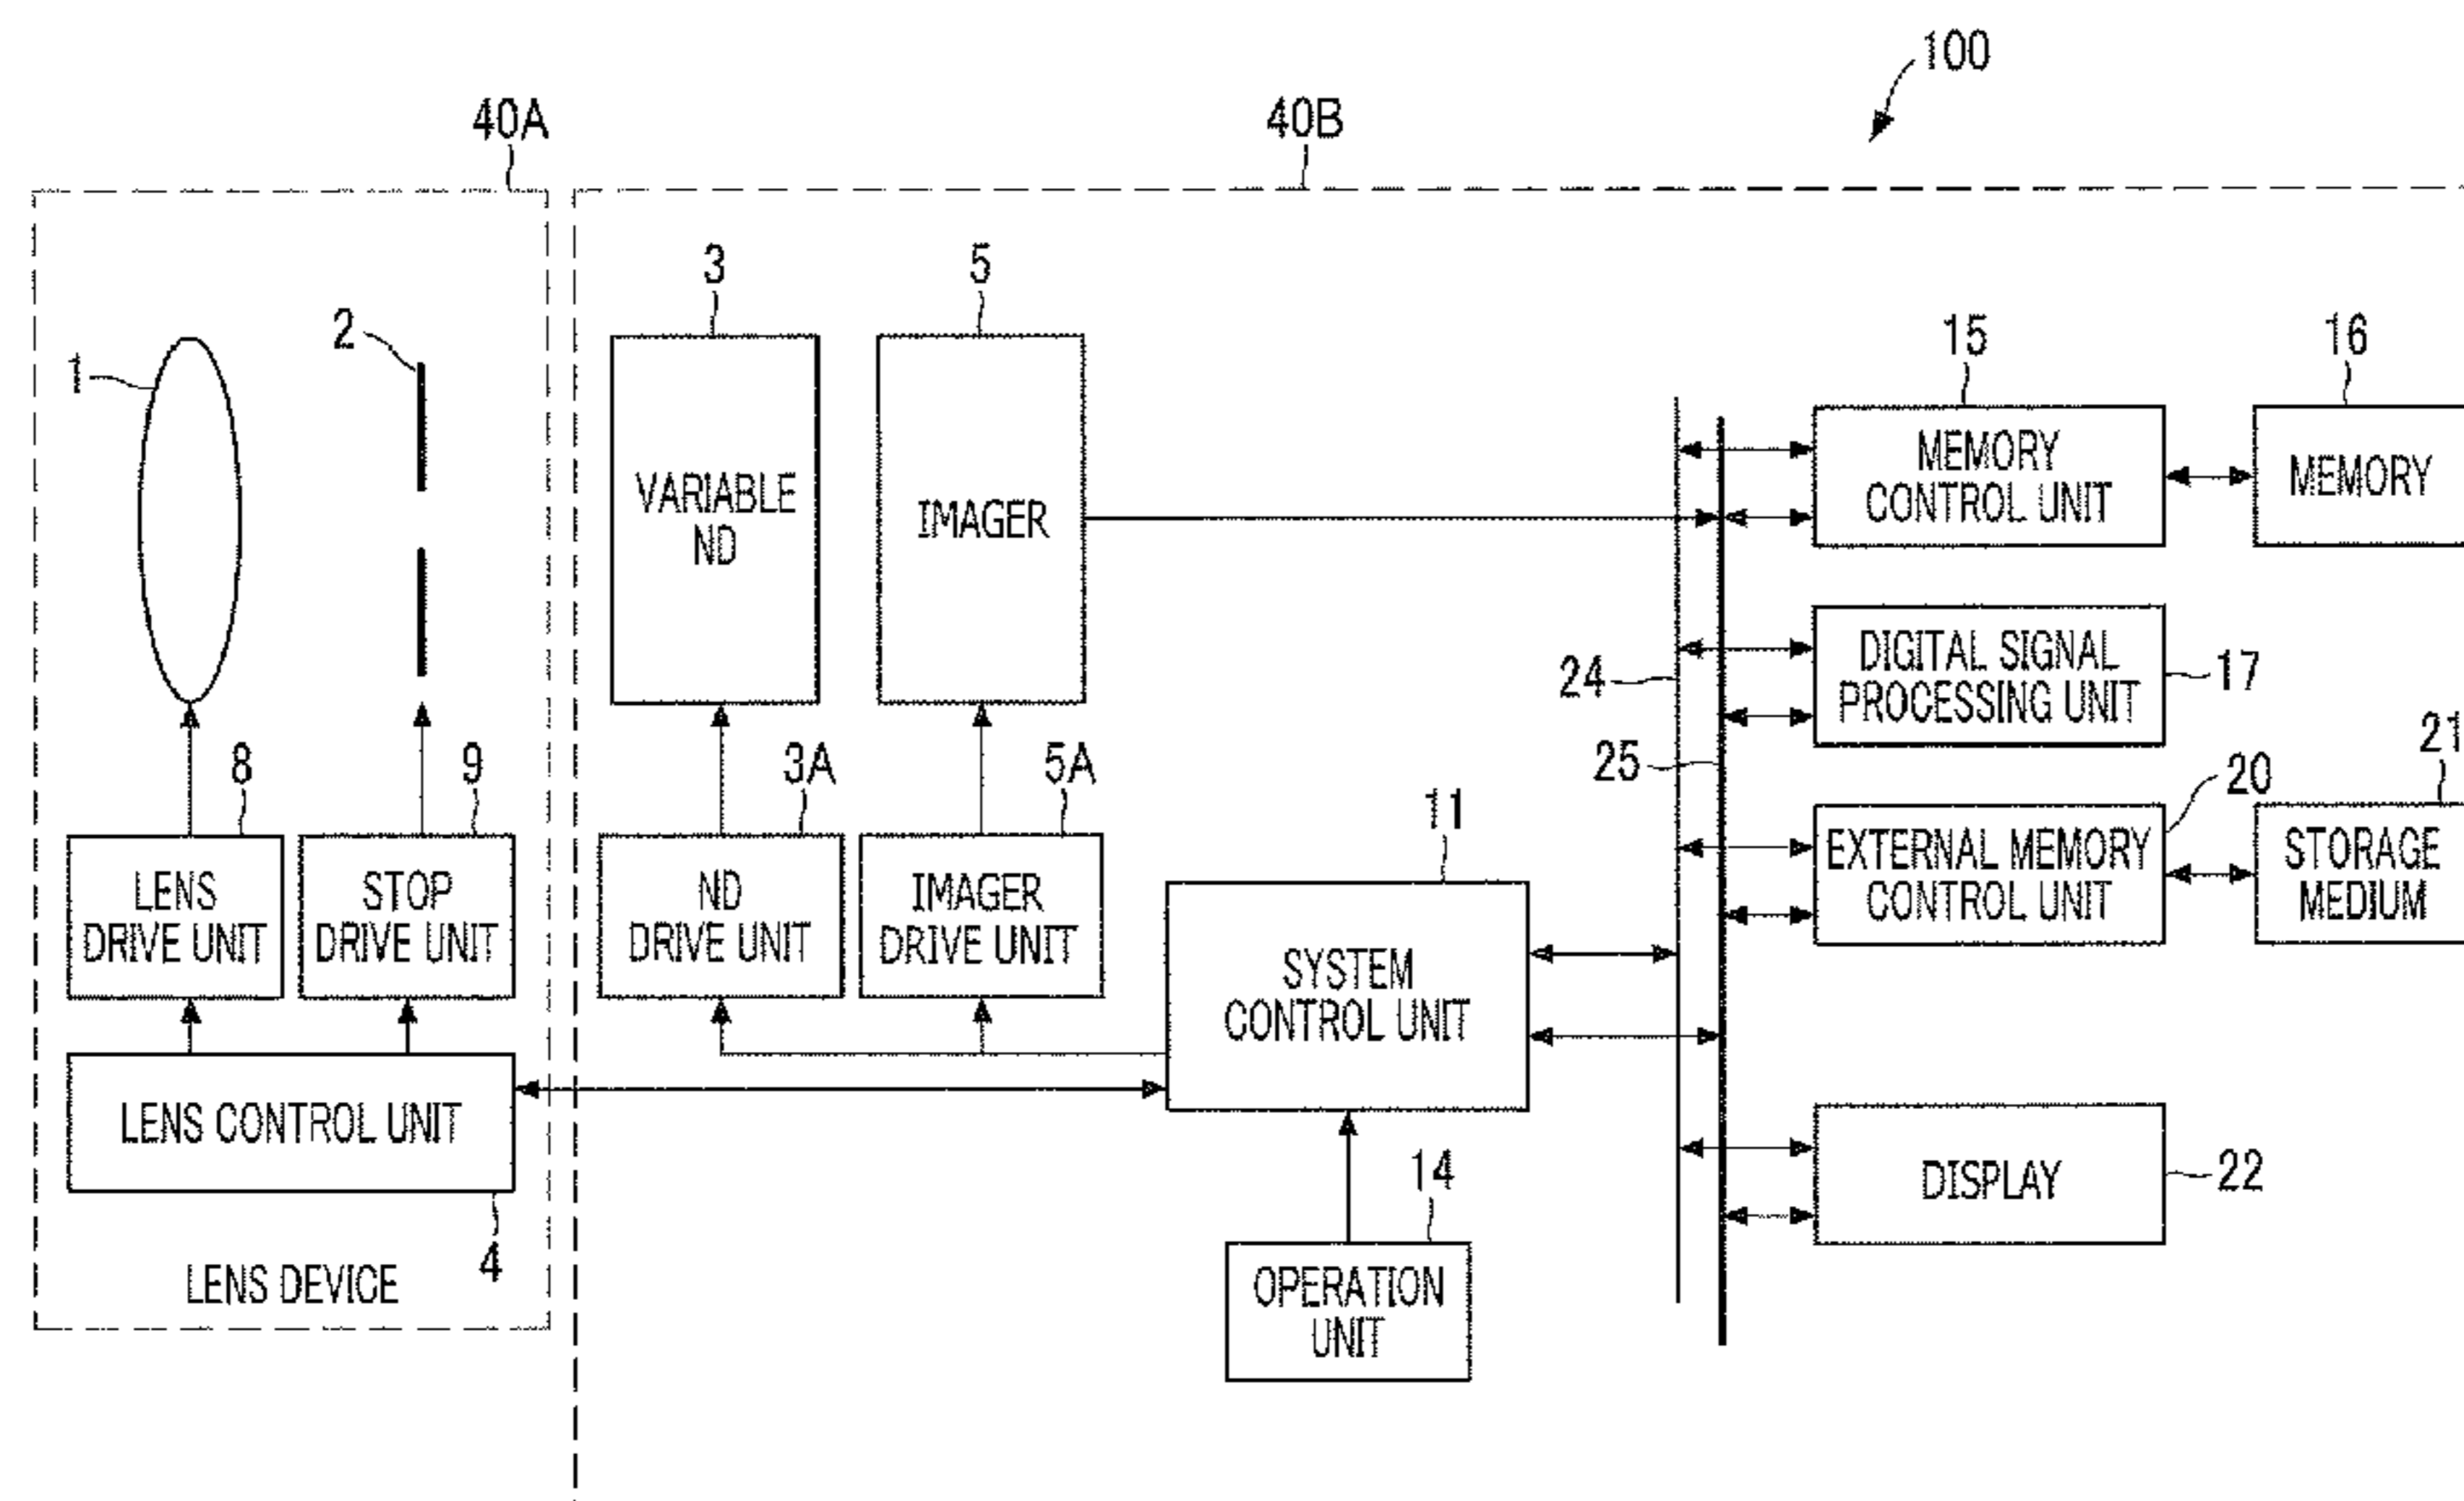 100
40A
40B
3
5
2
1
15
16
VARIABLE
ND
IMAGER
MEMORY
CONTROL UNIT
MEMORY
24
DIGITAL SIGNAL
PROCESSING UNIT
17
25
8
9
3A
5A
11
20
21
LENS
DRIVE UNIT
STOP
DRIVE UNIT
ND
DRIVE UNIT
IMAGER
DRIVE UNIT
SYSTEM
CONTROL UNIT
EXTERNAL MEMORY
CONTROL UNIT
STORAGE
MEDIUM
LENS CONTROL UNIT
4
14
DISPLAY
22
LENS DEVICE
OPERATION
UNIT